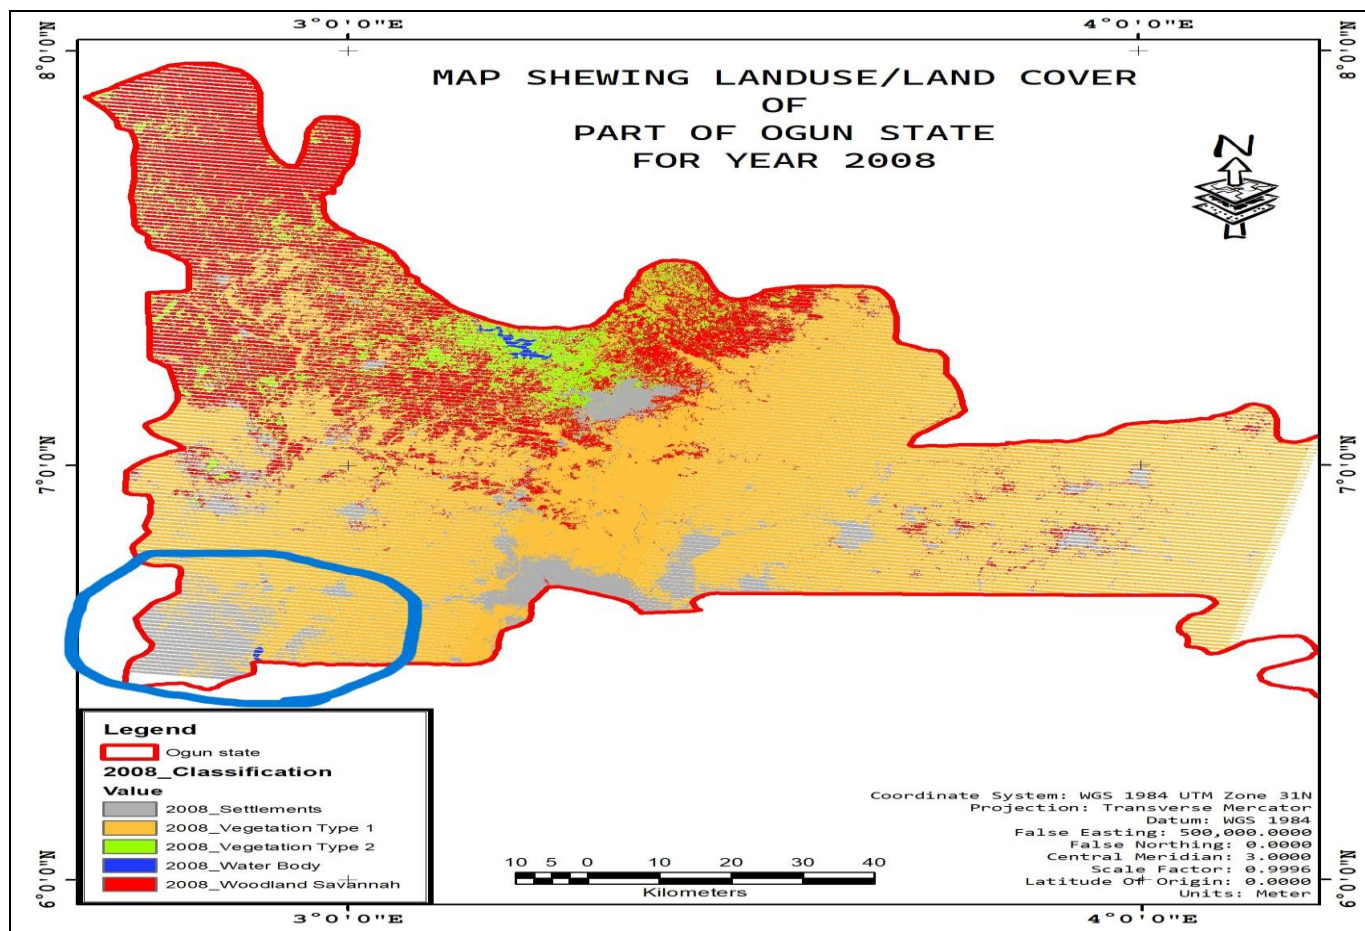 3°0'0"E 4°0'0"E
8°0'0"N 8°0'0"N
MAP SHEWING LANDUSE/LAND COVER
OF
PART OF OGUN STATE
FOR YEAR 2008
N
7°0'0"N 7°0'0"N
Legend
Ogun state
2008_Classification
Value
2008_Settlements
2008_Vegetation Type 1
2008_Vegetation Type 2
2008_Water Body
2008_Woodland Savannah
10 5 0 10 20 30 40
Kilometers
Coordinate System: WGS 1984 UTM Zone 31N
Projection: Transverse Mercator
Datum: WGS 1984
False Easting: 500,000.0000
False Northing: 0.0000
Central Meridian: 3.0000
Scale Factor: 0.9996
Latitude Of Origin: 0.0000
Units: Meter
6°0'0"N 6°0'0"N
3°0'0"E 4°0'0"E